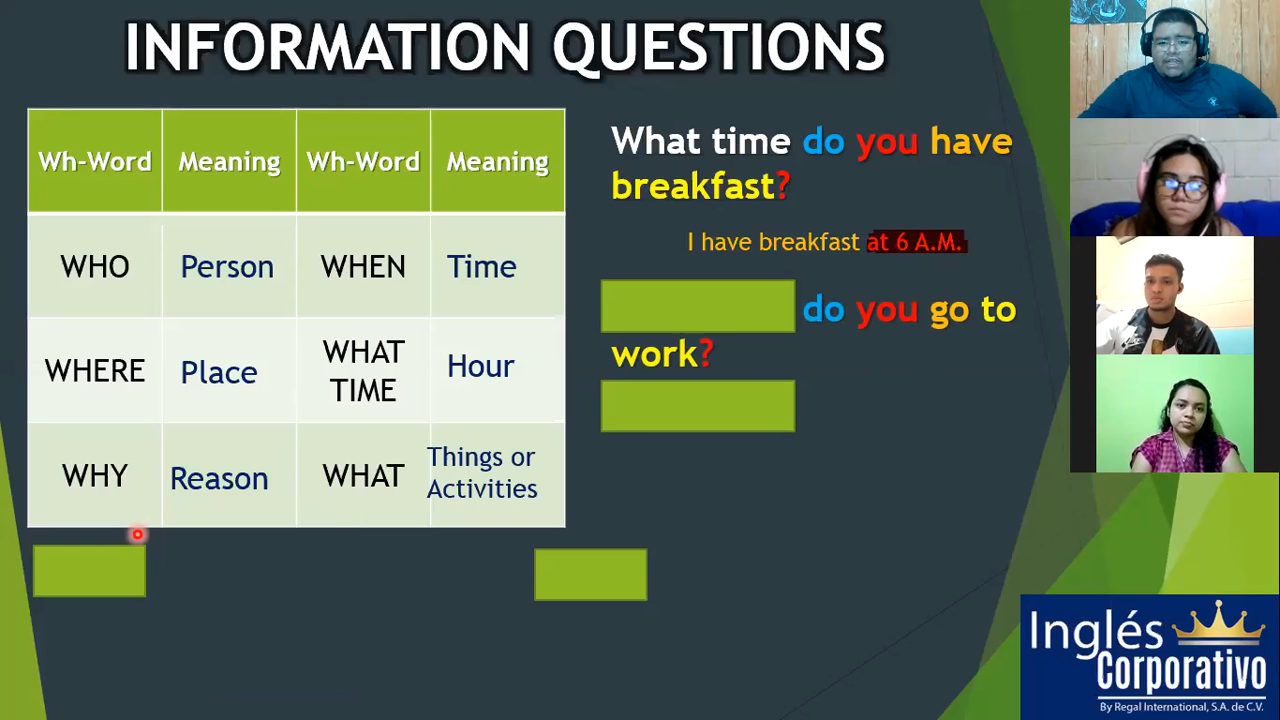 INFORMATION QUESTIONS
Wh-Word Meaning Wh-Word Meaning
WHO Person WHEN Time
WHERE Place WHAT TIME Hour
WHY Reason WHAT Things or Activities
What time do you have
breakfast?
I have breakfast at 6 A.M.
do you go to
work?
Inglés
Corporativo
By Regal International, S.A. de C.V.